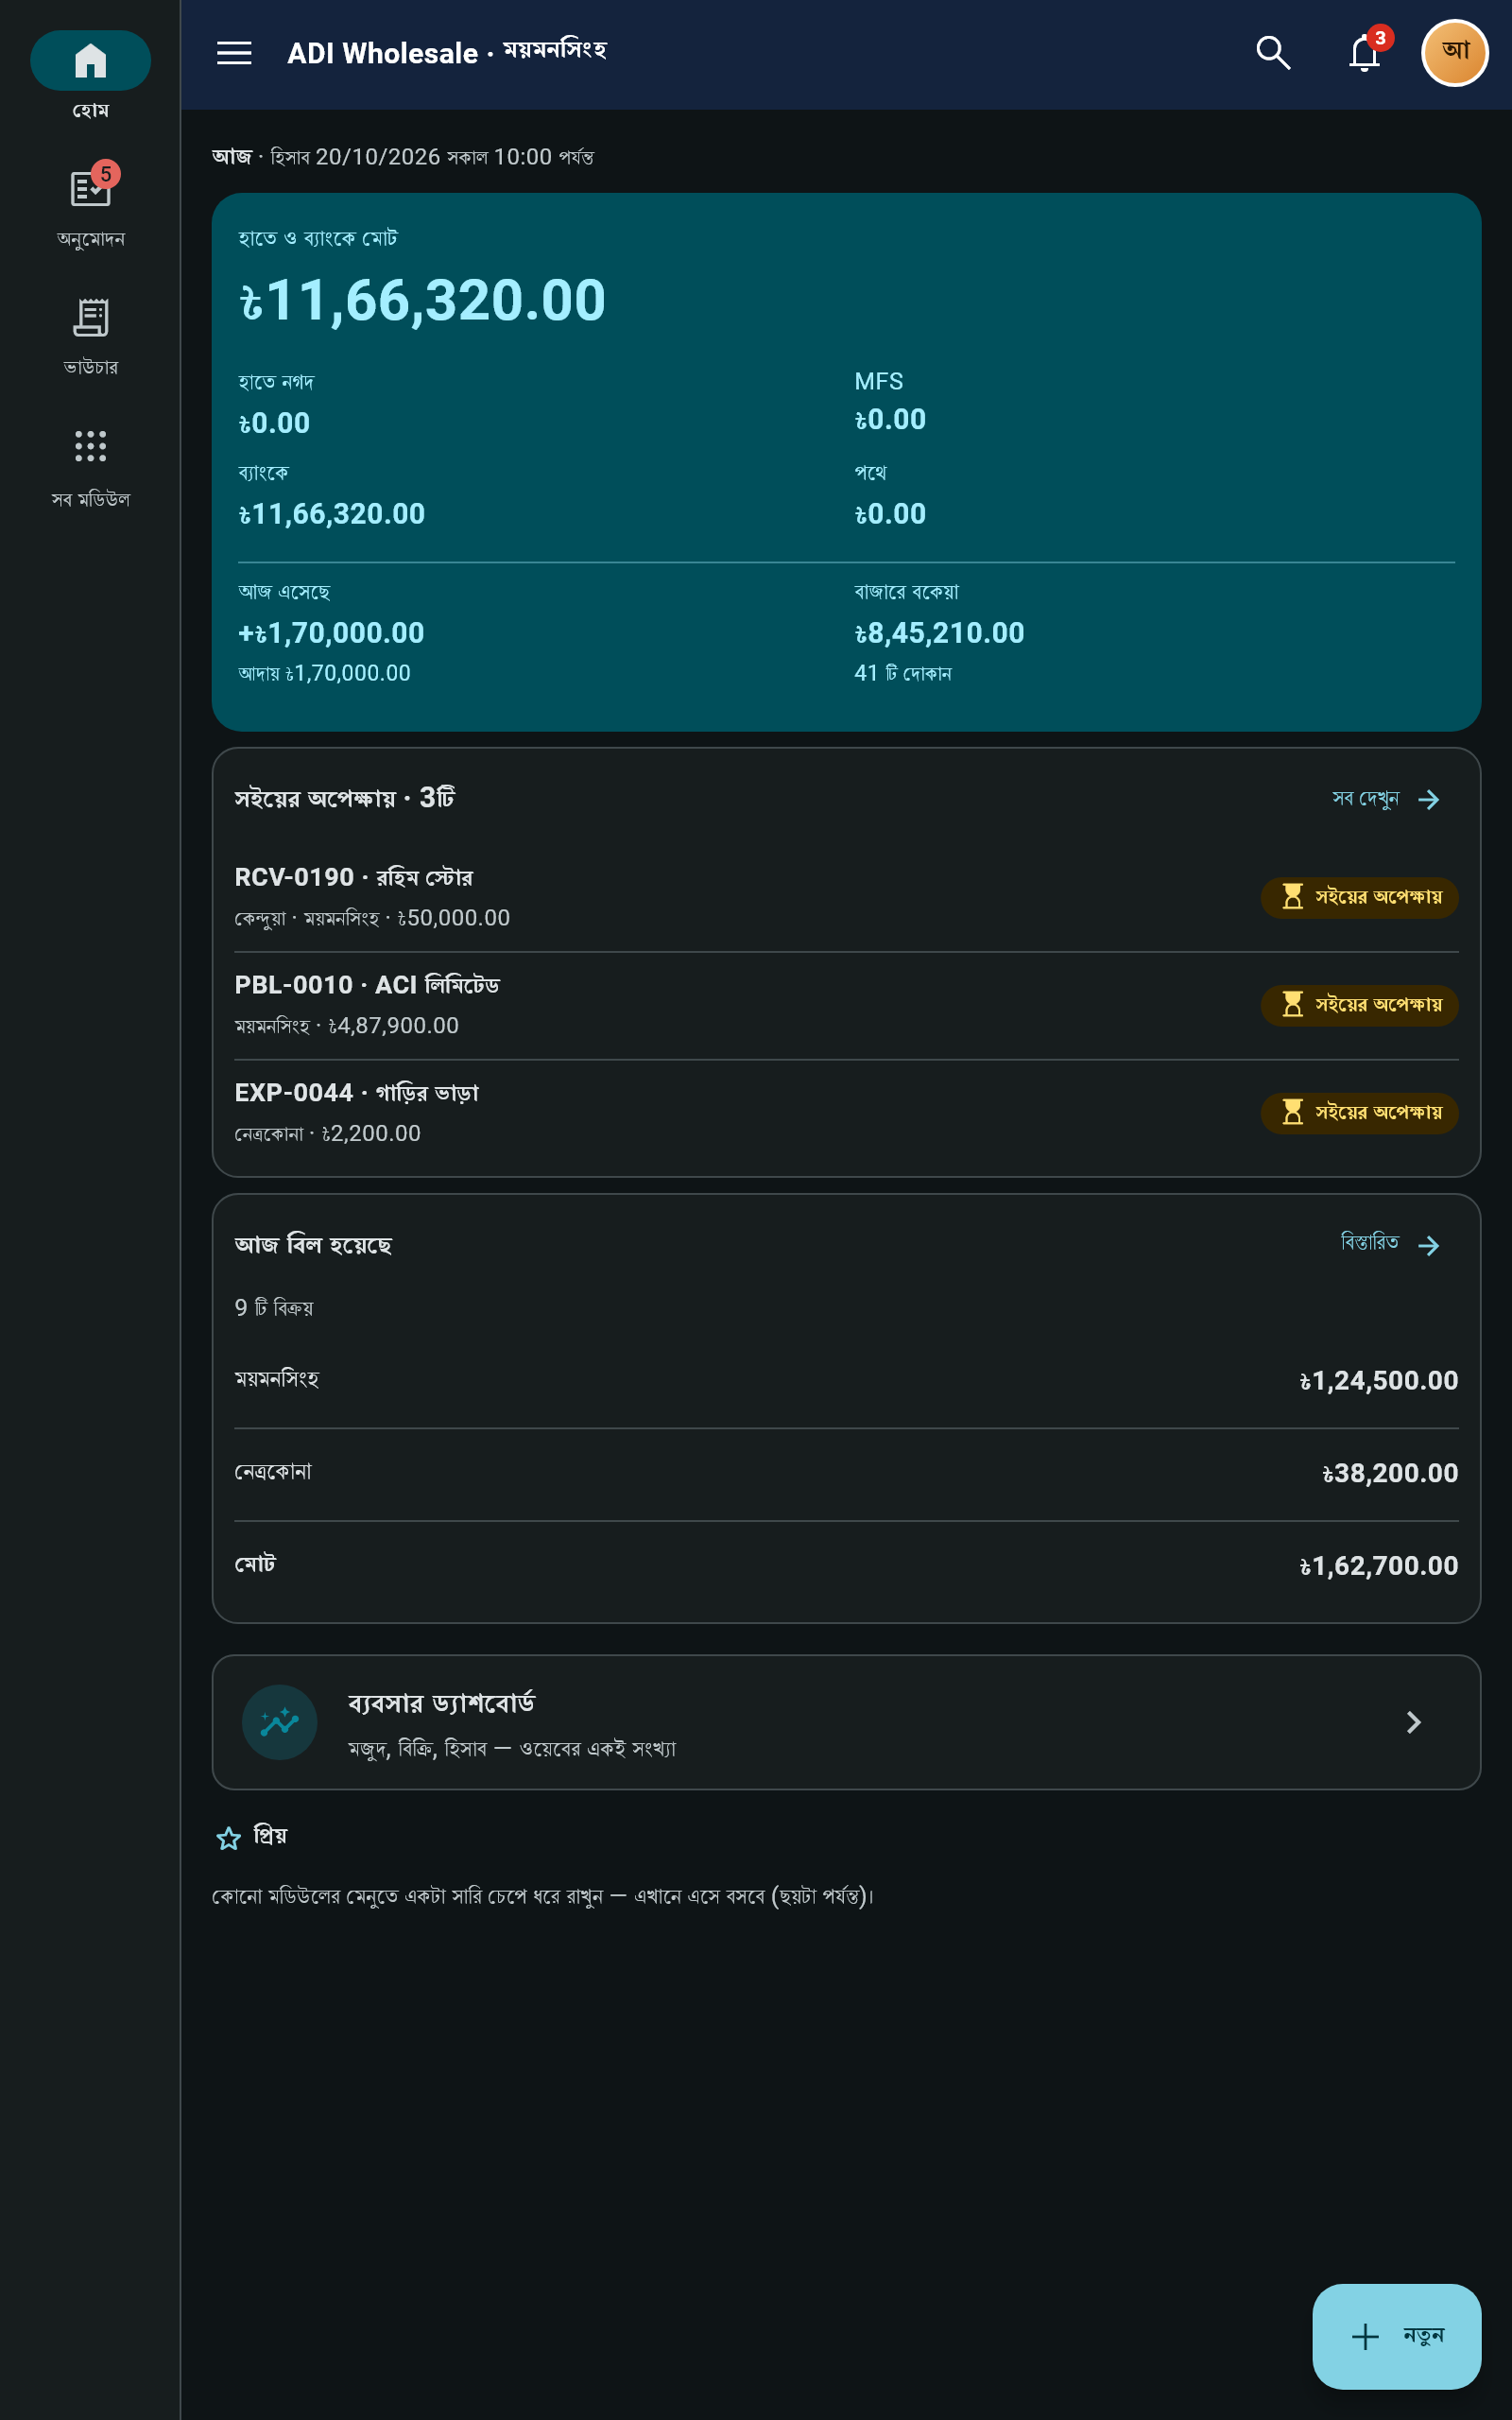 ADI Wholesale · ময়মনসিংহ
3
আ
হোম
5
অনুমোদন
ভাউচার
সব মডিউল
আজ · হিসাব 20/10/2026 সকাল 10:00 পর্যন্ত
হাতে ও ব্যাংকে মোট
৳11,66,320.00
হাতে নগদ
৳0.00
MFS
৳0.00
ব্যাংকে
৳11,66,320.00
পথে
৳0.00
আজ এসেছে
+৳1,70,000.00
আদায় ৳1,70,000.00
বাজারে বকেয়া
৳8,45,210.00
41 টি দোকান
সইয়ের অপেক্ষায় · 3টি
সব দেখুন
RCV-0190 · রহিম স্টোর
কেন্দুয়া · ময়মনসিংহ · ৳50,000.00
সইয়ের অপেক্ষায়
PBL-0010 · ACI লিমিটেড
ময়মনসিংহ · ৳4,87,900.00
সইয়ের অপেক্ষায়
EXP-0044 · গাড়ির ভাড়া
নেত্রকোনা · ৳2,200.00
সইয়ের অপেক্ষায়
আজ বিল হয়েছে
বিস্তারিত
9 টি বিক্রয়
ময়মনসিংহ ৳1,24,500.00
নেত্রকোনা ৳38,200.00
মোট ৳1,62,700.00
ব্যবসার ড্যাশবোর্ড
মজুদ, বিক্রি, হিসাব — ওয়েবের একই সংখ্যা
প্রিয়
কোনো মডিউলের মেনুতে একটা সারি চেপে ধরে রাখুন — এখানে এসে বসবে (ছয়টা পর্যন্ত)।
নতুন